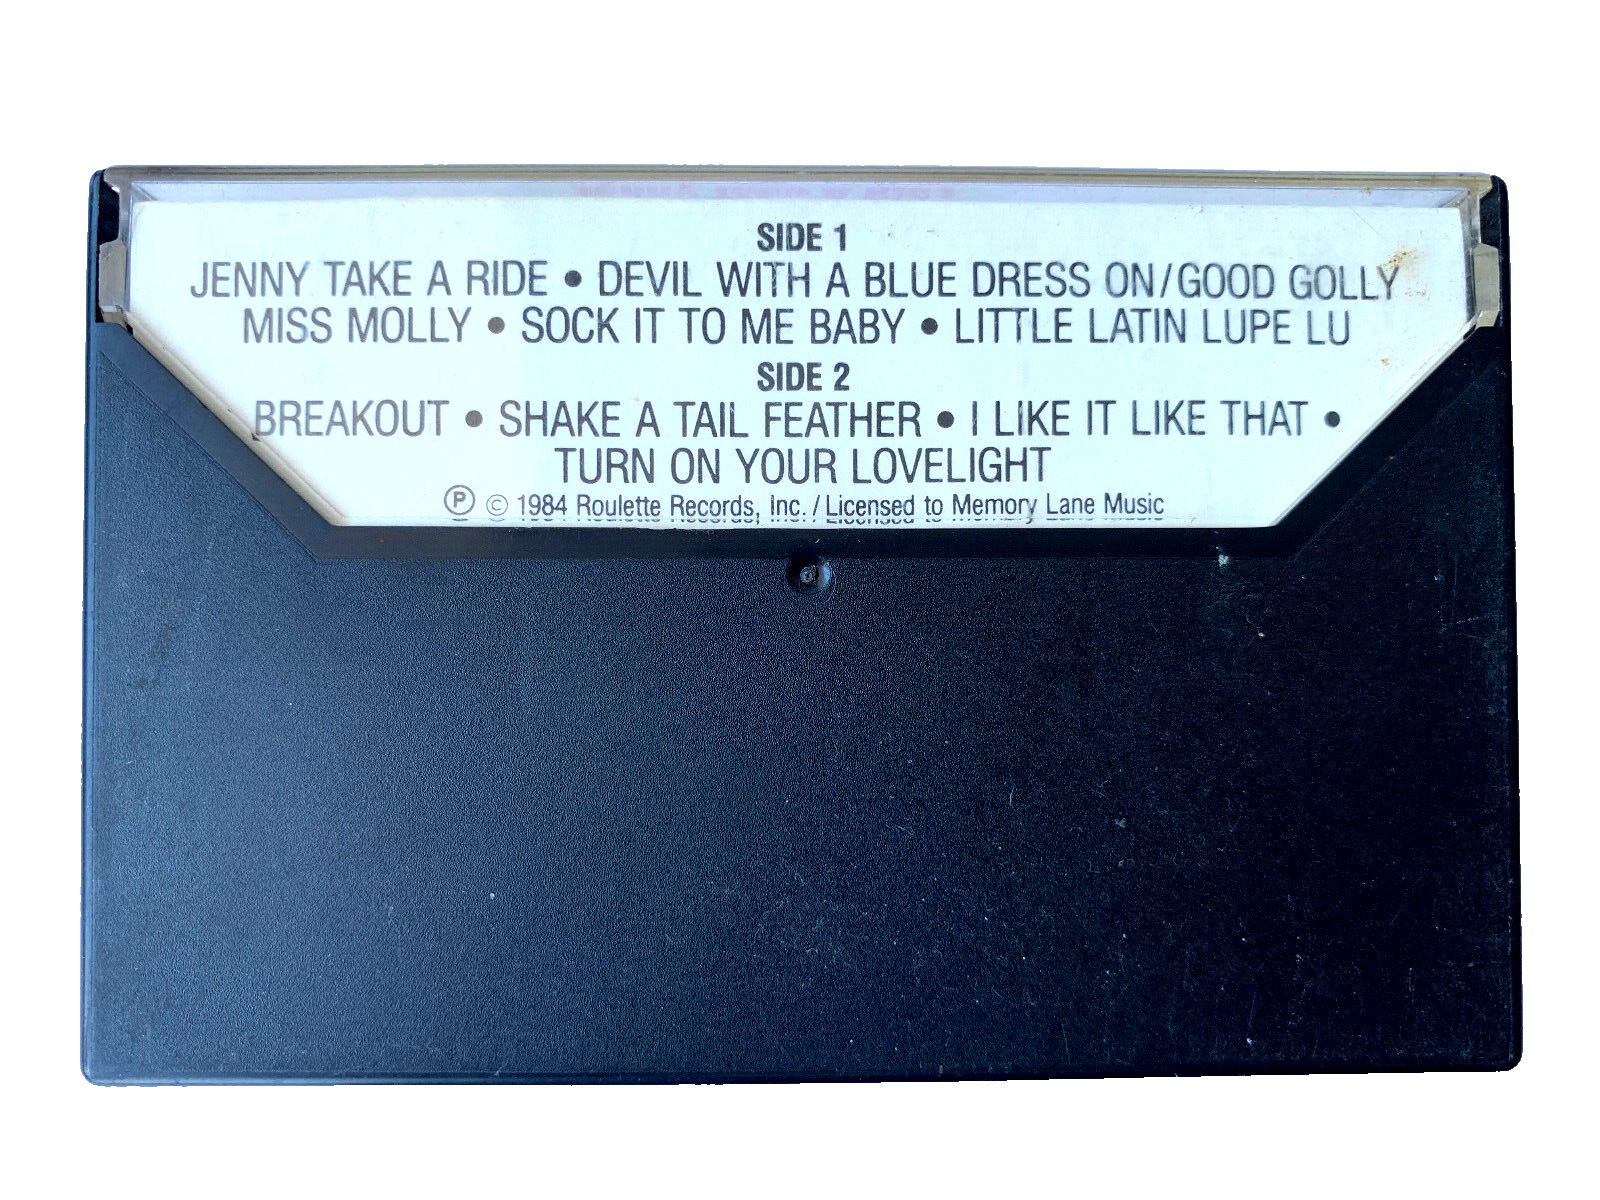 SIDE 1
JENNY TAKE A RIDE • DEVIL WITH A BLUE DRESS ON/GOOD GOLLY
MISS MOLLY • SOCK IT TO ME BABY • LITTLE LATIN LUPE LU
SIDE 2
BREAKOUT • SHAKE A TAIL FEATHER • I LIKE IT LIKE THAT •
TURN ON YOUR LOVELIGHT
℗ © 1984 Roulette Records, Inc. / Licensed to Memory Lane Music